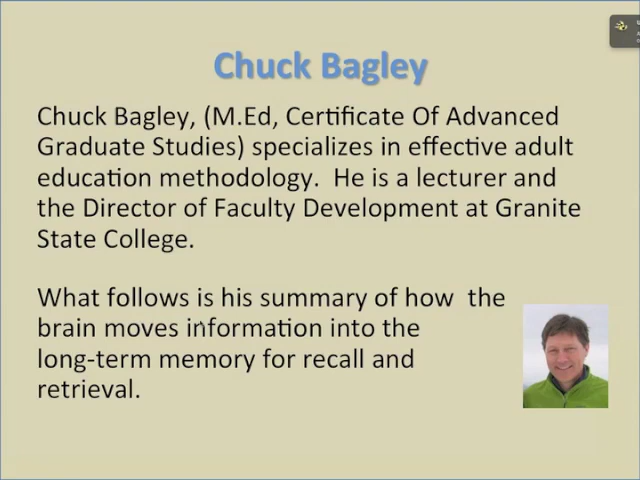 Chuck Bagley
Chuck Bagley, (M.Ed, Certificate Of Advanced
Graduate Studies) specializes in effective adult
education methodology.  He is a lecturer and
the Director of Faculty Development at Granite
State College.
What follows is his summary of how  the
brain moves information into the
long-term memory for recall and
retrieval.